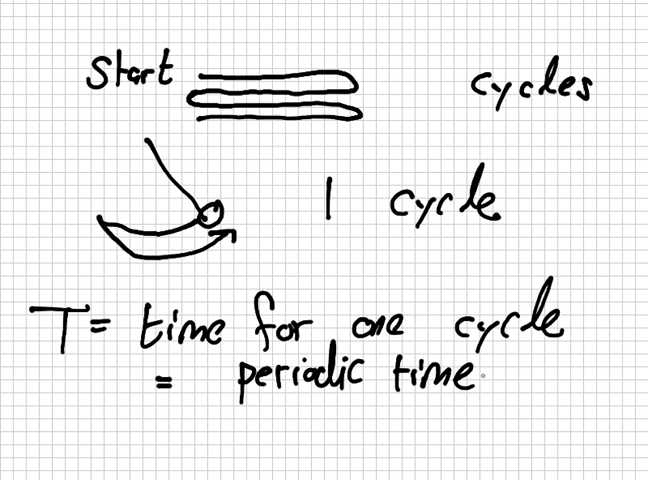 Start cycles
1 cycle
T = time for one cycle
= periodic time